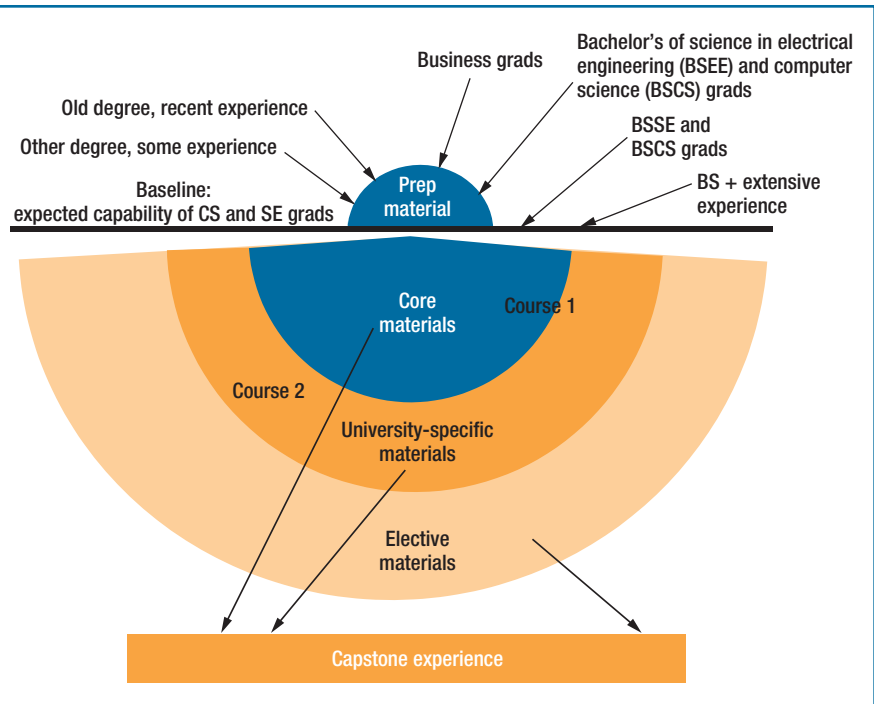 Business grads
Bachelor's of science in electrical
engineering (BSEE) and computer
science (BSCS) grads
Old degree, recent experience
BSSE and
BSCS grads
Other degree, some experience
Prep
material
BS + extensive
experience
Baseline:
expected capability of CS and SE grads
Core
materials
Course 1
Course 2
University-specific
materials
Elective
materials
Capstone experience